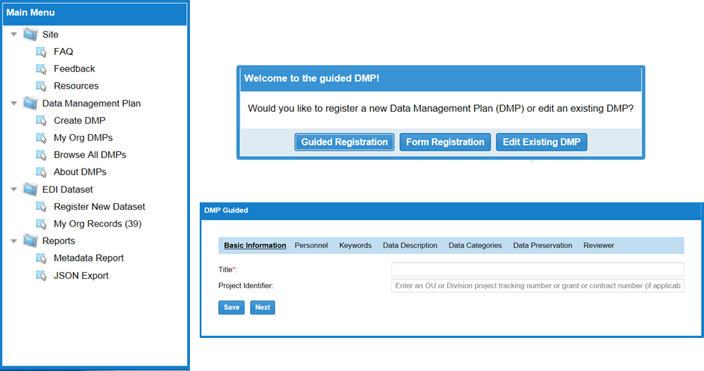 Main Menu
Site
FAQ
Feedback
Resources
Data Management Plan
Create DMP
My Org DMPs
Browse All DMPs
About DMPs
EDI Dataset
Register New Dataset
My Org Records (39)
Reports
Metadata Report
JSON Export
Welcome to the guided DMP!
Would you like to register a new Data Management Plan (DMP) or edit an existing DMP?
Guided Registration Form Registration Edit Existing DMP
DMP Guided
Basic Information Personnel Keywords Data Description Data Categories Data Preservation Reviewer
Title*:
Project Identifier: Enter an OU or Division project tracking number or grant or contract number (if applicab
Save Next